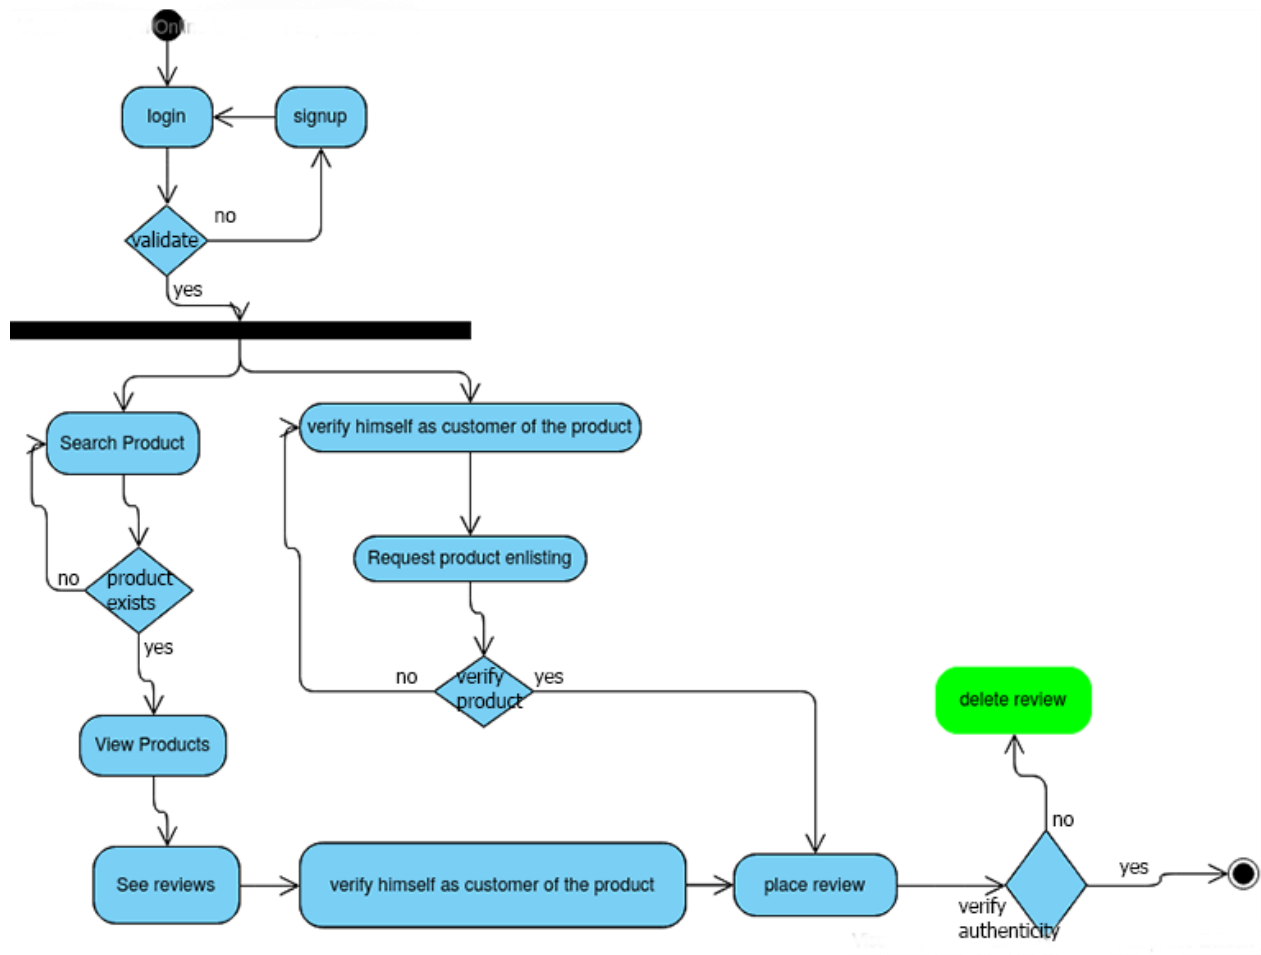 login
signup
no
validate
yes
verify himself as customer of the product
Search Product
Request product enlisting
no
product
exists
yes
no
verify
product
yes
delete review
View Products
no
yes
See reviews
verify himself as customer of the product
place review
verify
authenticity